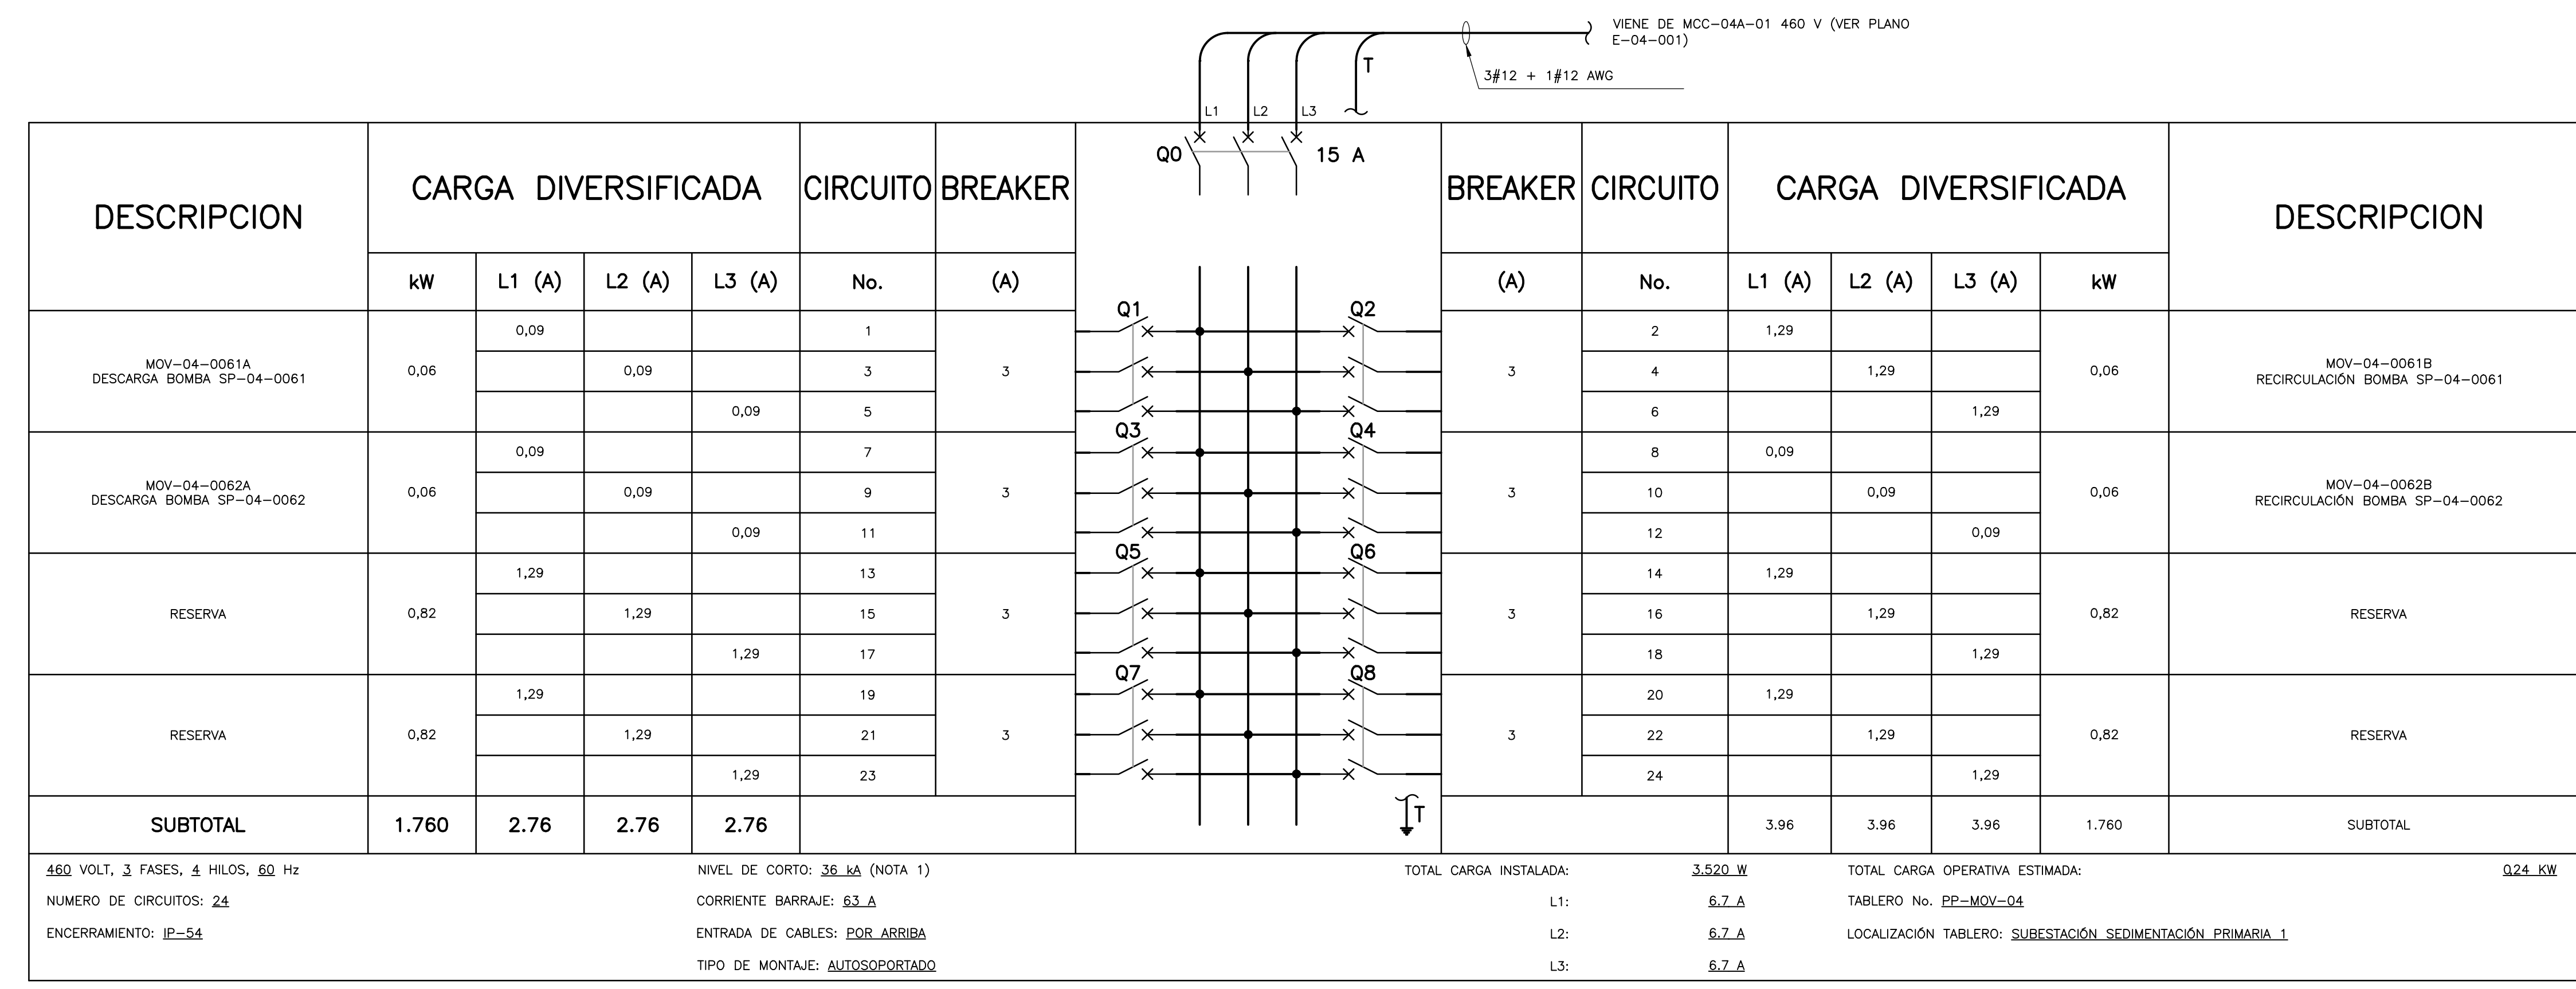 VIENE DE MCC-04A-01 460 V (VER PLANO
E-04-001)
T
3#12 + 1#12 AWG
L1 L2 L3
Q0 15 A
DESCRIPCION CARGA DIVERSIFICADA CIRCUITO BREAKER BREAKER CIRCUITO CARGA DIVERSIFICADA DESCRIPCION
kW L1 (A) L2 (A) L3 (A) No. (A) (A) No. L1 (A) L2 (A) L3 (A) kW
Q1 Q2
0,09 1 2 1,29
MOV-04-0061A
DESCARGA BOMBA SP-04-0061
0,06 0,09 3 3 3 4 1,29 0,06
MOV-04-0061B
RECIRCULACIÓN BOMBA SP-04-0061
0,09 5 6 1,29
Q3 Q4
0,09 7 8 0,09
MOV-04-0062A
DESCARGA BOMBA SP-04-0062
0,06 0,09 9 3 3 10 0,09 0,06
MOV-04-0062B
RECIRCULACIÓN BOMBA SP-04-0062
0,09 11 12 0,09
Q5 Q6
1,29 13 14 1,29
RESERVA 0,82 1,29 15 3 3 16 1,29 0,82 RESERVA
1,29 17 18 1,29
Q7 Q8
1,29 19 20 1,29
RESERVA 0,82 1,29 21 3 3 22 1,29 0,82 RESERVA
1,29 23 24 1,29
T
SUBTOTAL 1.760 2.76 2.76 2.76 3.96 3.96 3.96 1.760 SUBTOTAL
460 VOLT, 3 FASES, 4 HILOS, 60 Hz NIVEL DE CORTO: 36 kA (NOTA 1) TOTAL CARGA INSTALADA: 3.520 W TOTAL CARGA OPERATIVA ESTIMADA: 0,24 KW
NUMERO DE CIRCUITOS: 24 CORRIENTE BARRAJE: 63 A L1: 6.7 A TABLERO No. PP-MOV-04
ENCERRAMIENTO: IP-54 ENTRADA DE CABLES: POR ARRIBA L2: 6.7 A LOCALIZACIÓN TABLERO: SUBESTACIÓN SEDIMENTACIÓN PRIMARIA 1
TIPO DE MONTAJE: AUTOSOPORTADO L3: 6.7 A